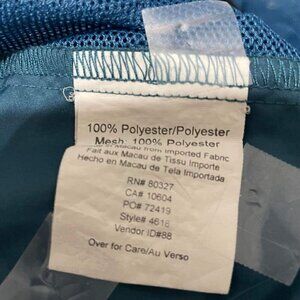 100% Polyester/Polyester
Mesh: 100% Polyester
in Macau from Imported Fabric
Fait aux Macau de Tissu Importe
Hecho en Macau de Tela Importada
RN# 80327
CA# 10604
PO# 72419
Style# 4618
Vendor ID#88
Over for Care/Au Verso